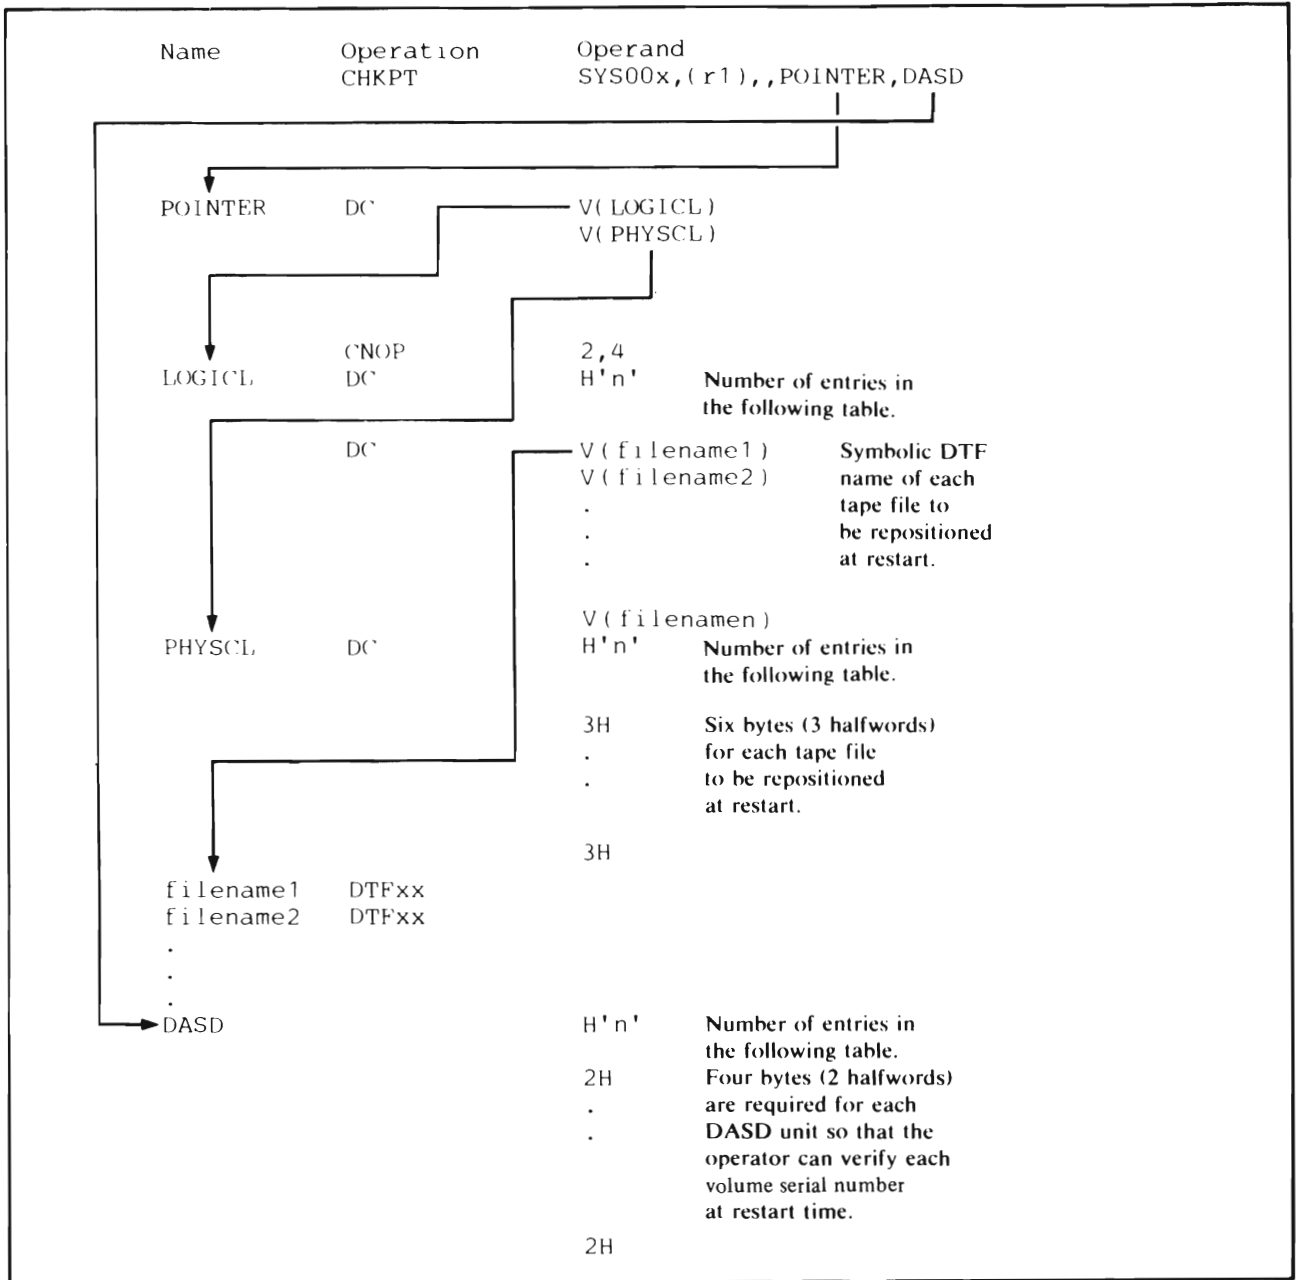 Name Operation Operand
CHKPT SYS00x,(r1),,POINTER,DASD
POINTER DC V(LOGICL)
V(PHYSCL)
CNOP 2,4
LOGICL DC H'n' Number of entries in
the following table.
DC V(filename1) Symbolic DTF
V(filename2) name of each
. tape file to
. be repositioned
. at restart.
V(filenamen)
PHYSCL DC H'n' Number of entries in
the following table.
3H Six bytes (3 halfwords)
. for each tape file
. to be repositioned
at restart.
3H
filename1 DTFxx
filename2 DTFxx
.
.
.
DASD H'n' Number of entries in
the following table.
2H Four bytes (2 halfwords)
. are required for each
. DASD unit so that the
operator can verify each
volume serial number
at restart time.
2H